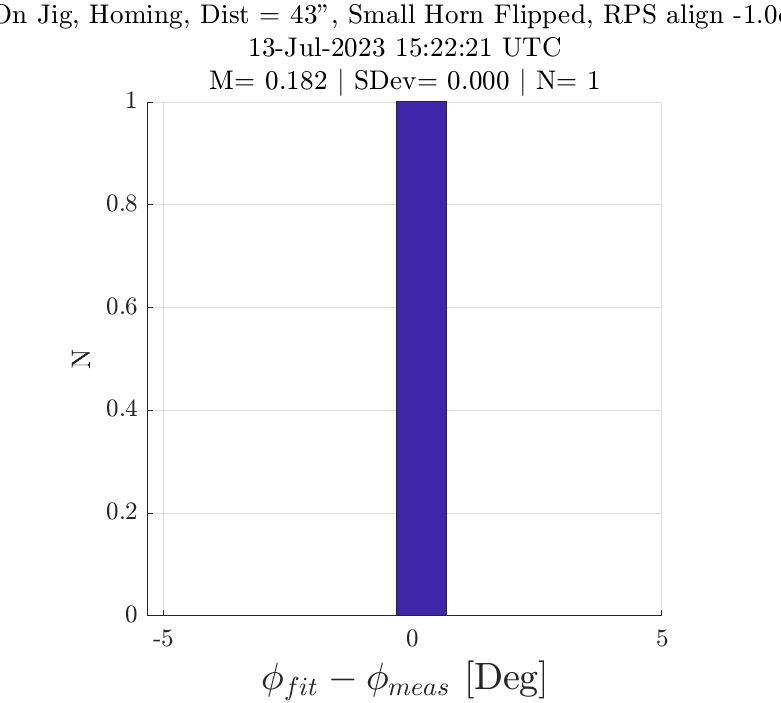 On Jig, Homing, Dist = 43", Small Horn Flipped, RPS align -1.0
13-Jul-2023 15:22:21 UTC
M= 0.182 | SDev= 0.000 | N= 1
1
0.8
0.6
0.4
0.2
0
N
-5 0 5
ϕ_fit − ϕ_meas [Deg]